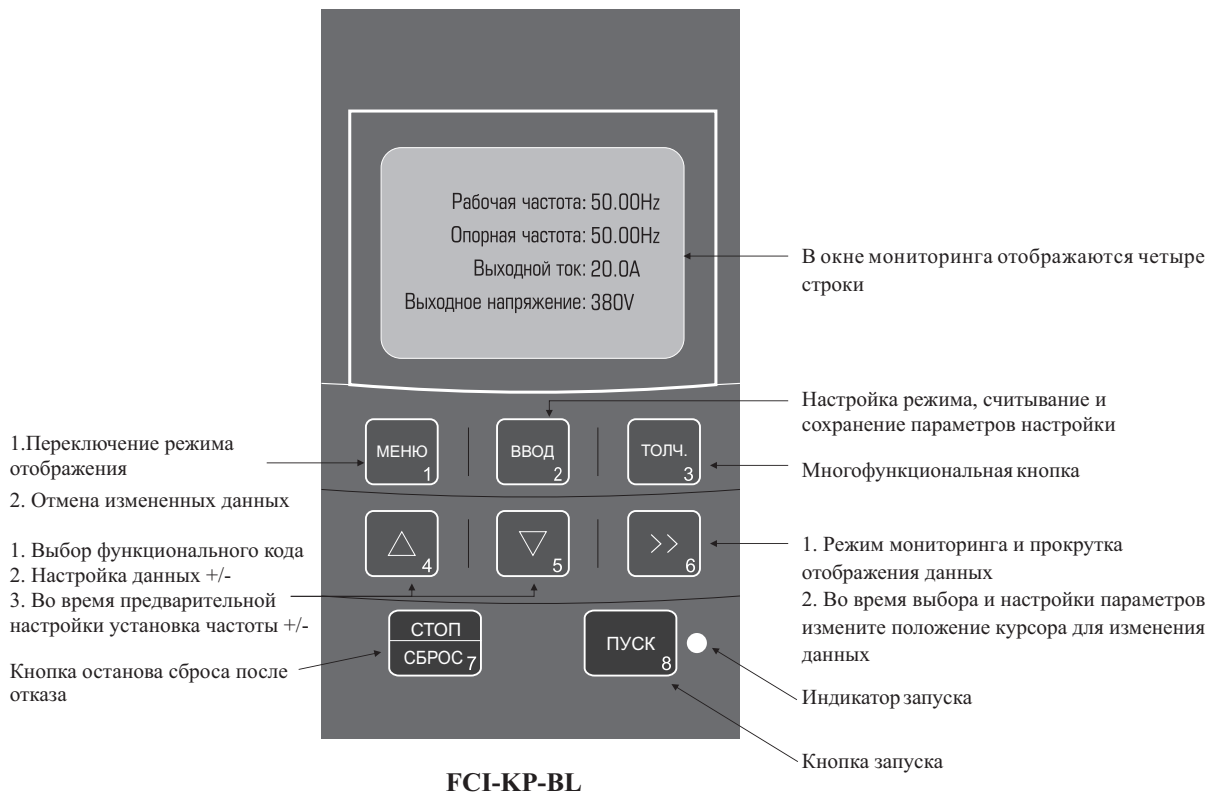 Рабочая частота: 50.00Hz
Опорная частота: 50.00Hz
Выходной ток: 20.0A
Выходное напряжение: 380V
В окне мониторинга отображаются четыре
строки
Настройка режима, считывание и
сохранение параметров настройки
1.Переключение режима
отображения
2. Отмена измененных данных
МЕНЮ
1
ВВОД
2
ТОЛЧ.
3
Многофункциональная кнопка
1. Выбор функционального кода
2. Настройка данных +/-
3. Во время предварительной
настройки установка частоты +/-
4
5
>>
6
1. Режим мониторинга и прокрутка
отображения данных
2. Во время выбора и настройки параметров
измените положение курсора для изменения
данных
Кнопка останова сброса после
отказа
СТОП
СБРОС 7
ПУСК
8
Индикатор запуска
Кнопка запуска
FCI-KP-BL